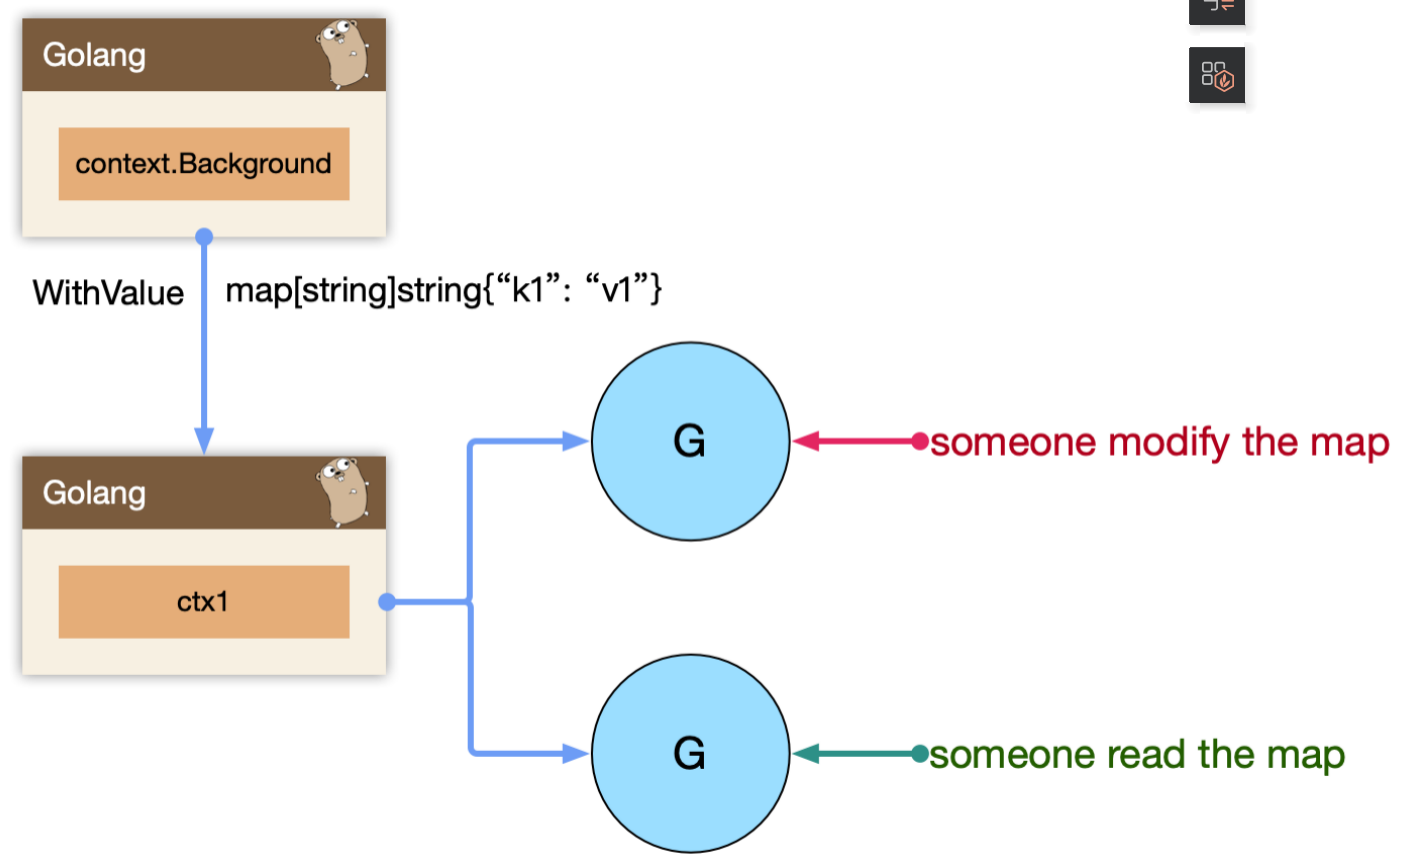 Golang
context.Background
WithValue
map[string]string{“k1”: “v1”}
G
someone modify the map
Golang
ctx1
G
someone read the map